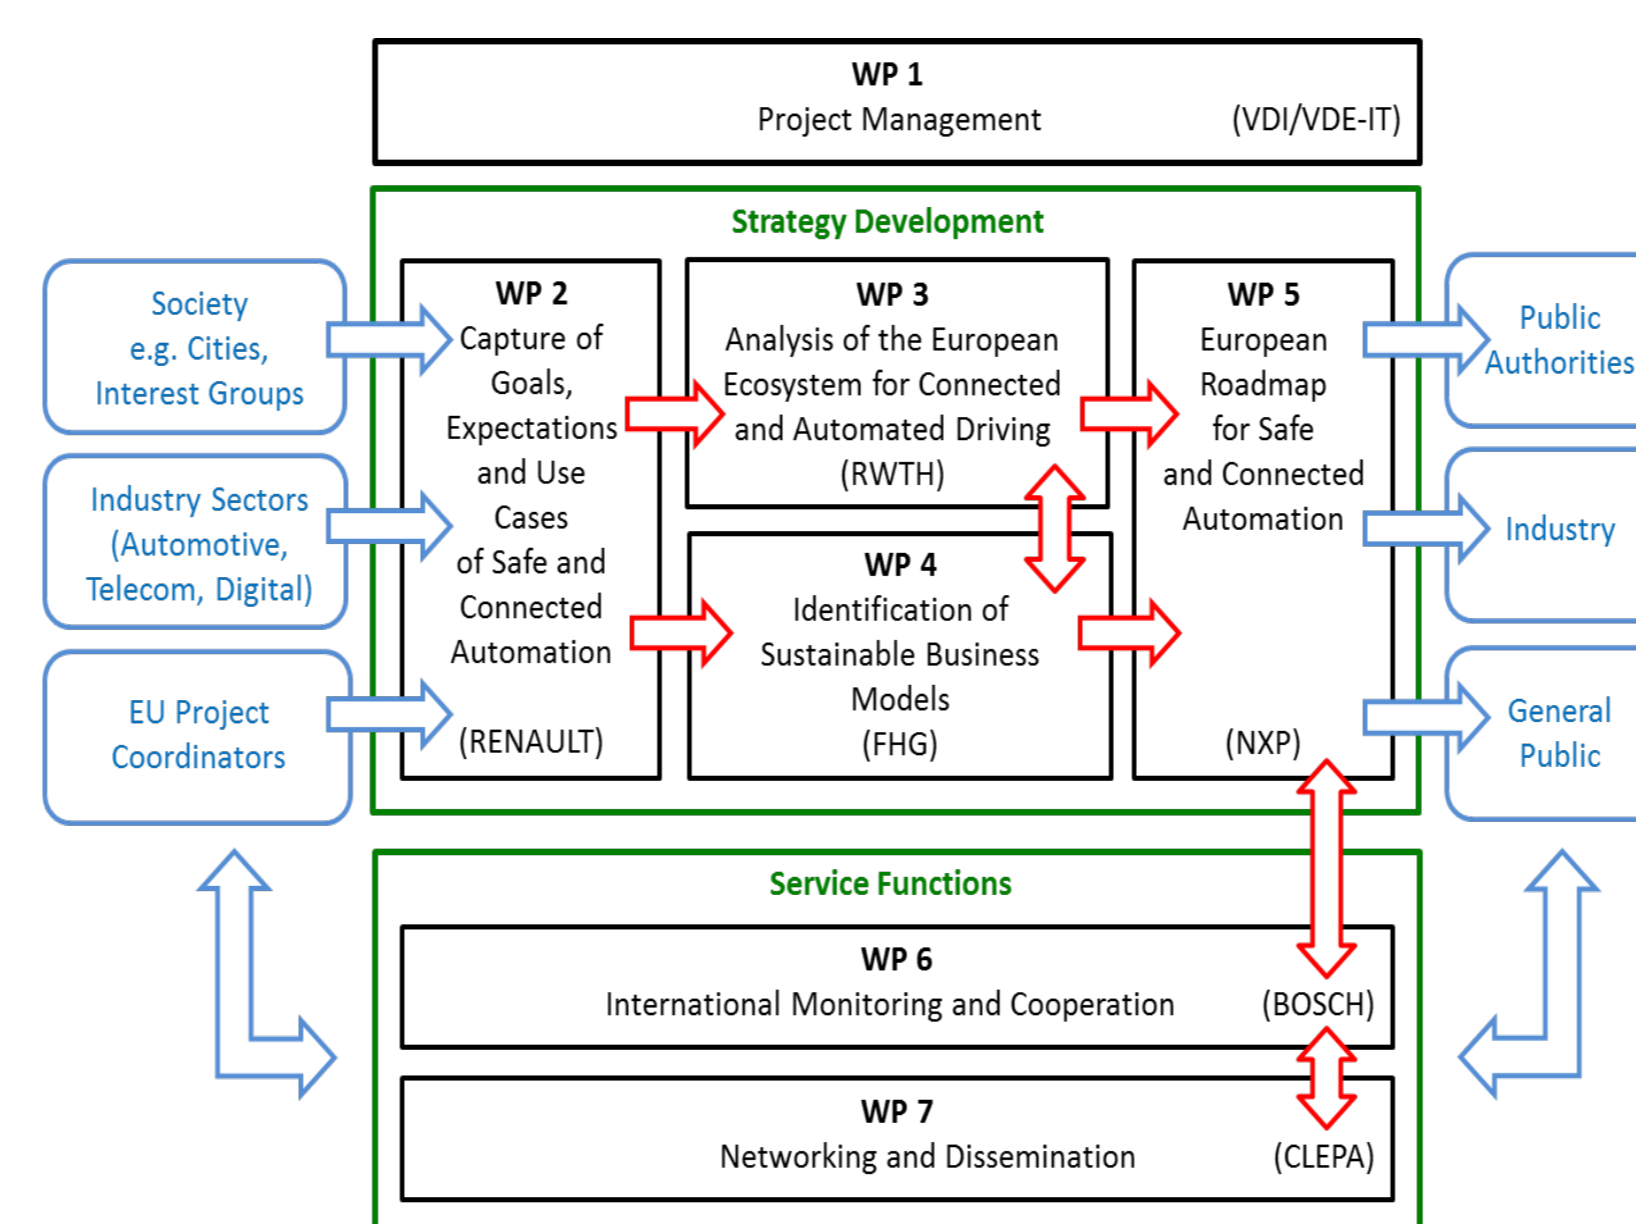 WP 1
Project Management (VDI/VDE-IT)
Strategy Development
Society
e.g. Cities,
Interest Groups
Industry Sectors
(Automotive,
Telecom, Digital)
EU Project
Coordinators
WP 2
Capture of
Goals,
Expectations
and Use
Cases
of Safe and
Connected
Automation
(RENAULT)
WP 3
Analysis of the European
Ecosystem for Connected
and Automated Driving
(RWTH)
WP 4
Identification of
Sustainable Business
Models
(FHG)
WP 5
European
Roadmap
for Safe
and Connected
Automation
(NXP)
Public
Authorities
Industry
General
Public
Service Functions
WP 6
International Monitoring and Cooperation (BOSCH)
WP 7
Networking and Dissemination (CLEPA)